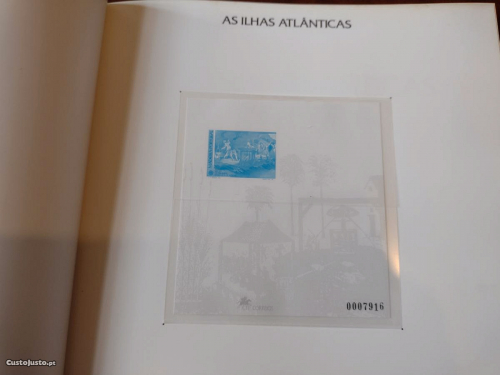 AS ILHAS ATLÂNTICAS
0007916
CustoJusto.pt